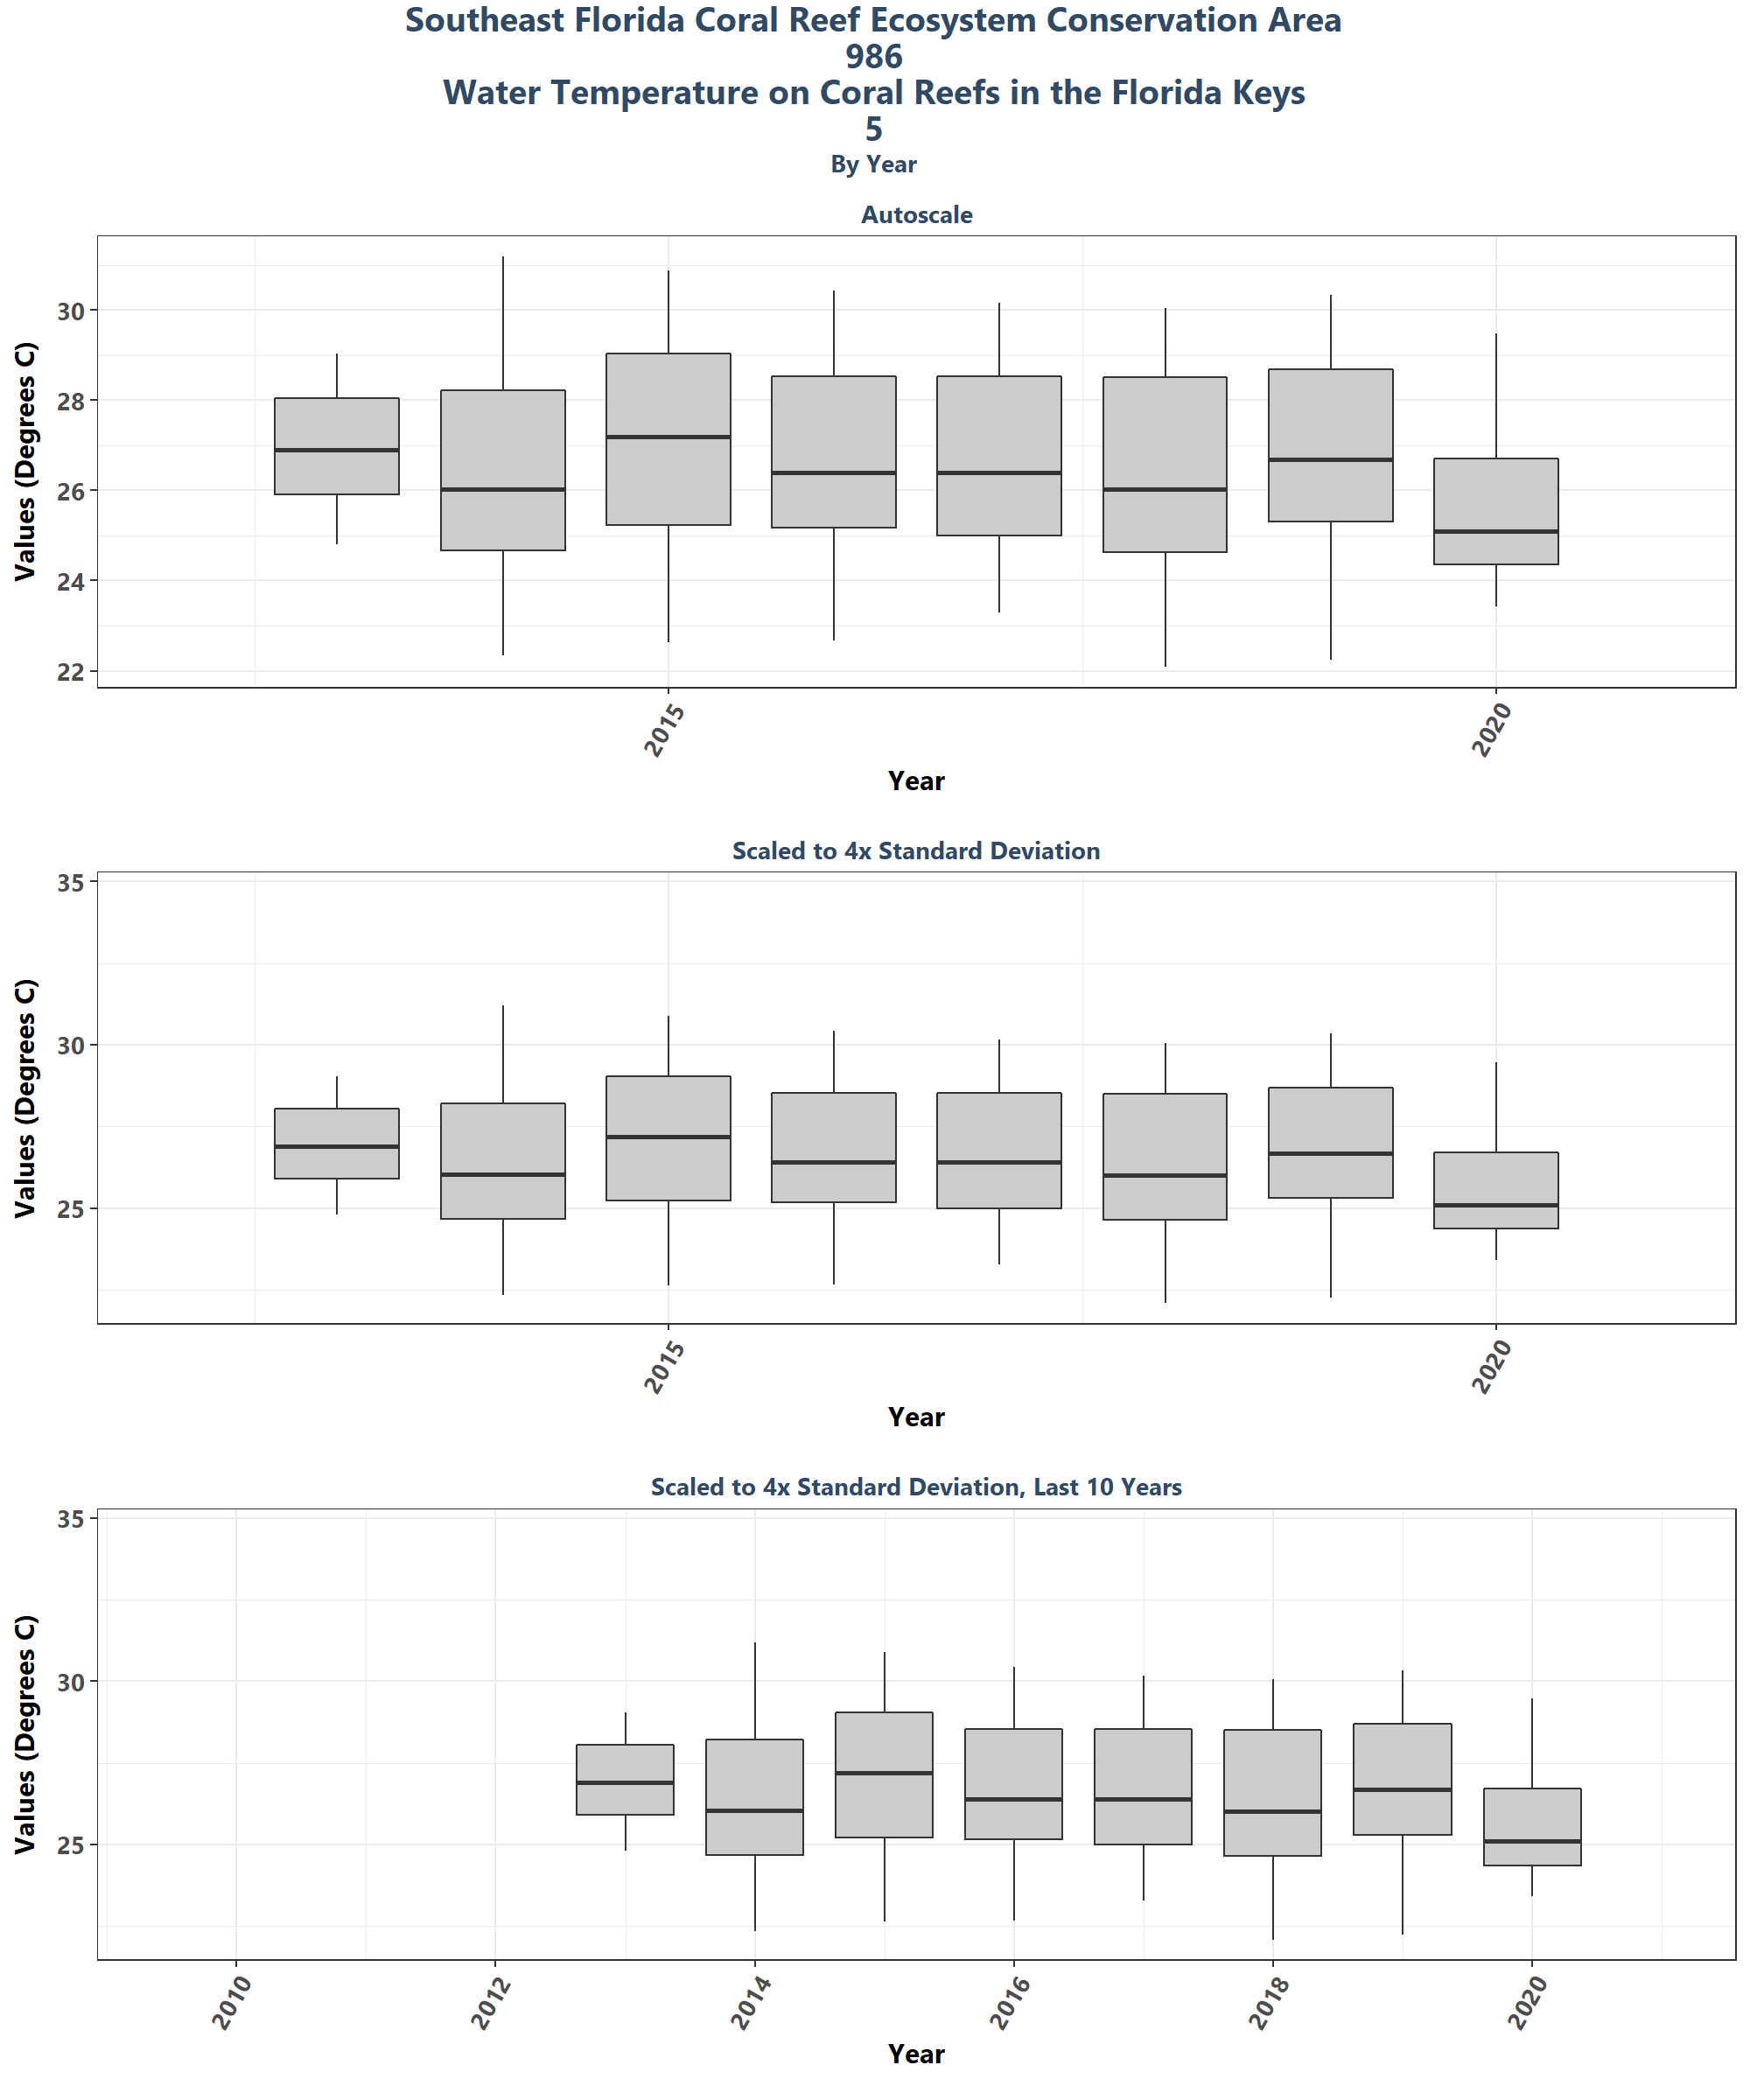 Southeast Florida Coral Reef Ecosystem Conservation Area
986
Water Temperature on Coral Reefs in the Florida Keys
5
By Year
Autoscale
Values (Degrees C)
30
28
26
24
22
2015
2020
Year
Scaled to 4x Standard Deviation
Values (Degrees C)
35
30
25
2015
2020
Year
Scaled to 4x Standard Deviation, Last 10 Years
Values (Degrees C)
35
30
25
2010
2012
2014
2016
2018
2020
Year